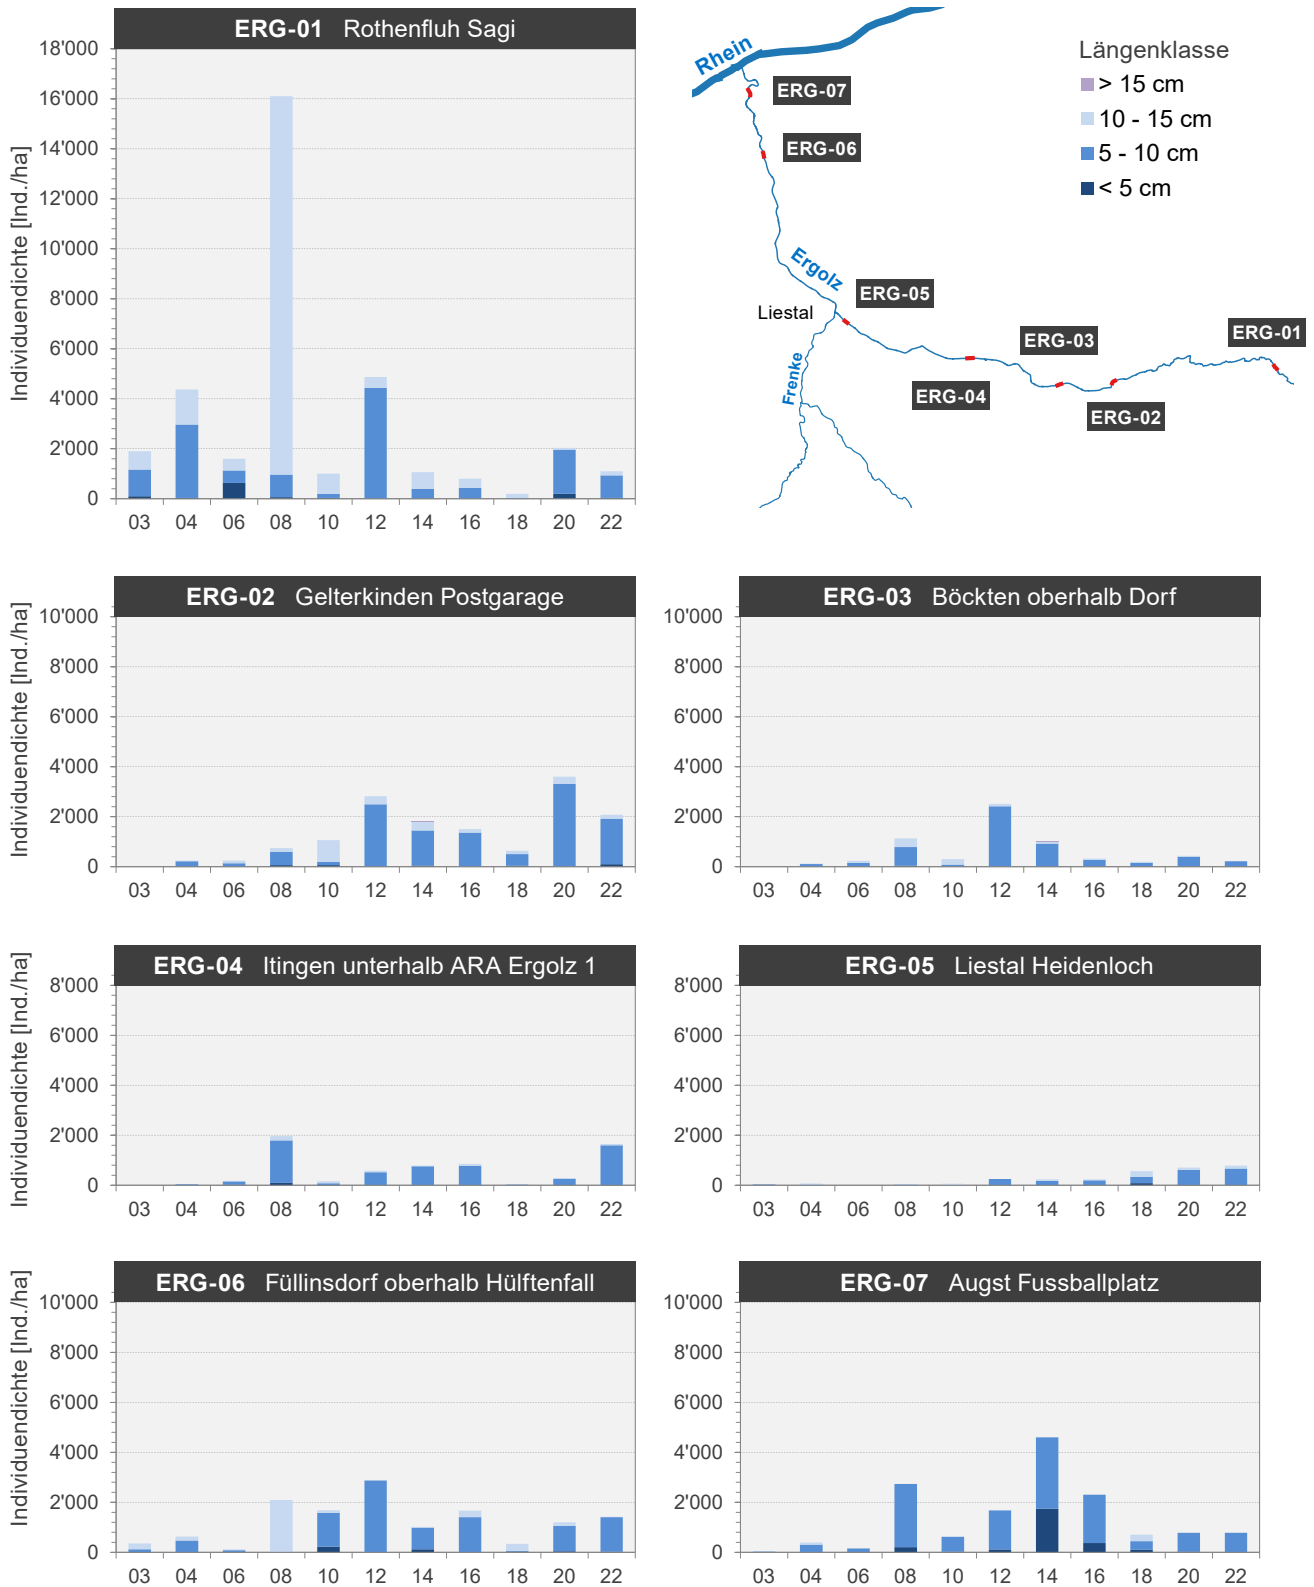 ERG-01 Rothenfluh Sagi
Individuendichte [Ind./ha]
18'000
16'000
14'000
12'000
10'000
8'000
6'000
4'000
2'000
0
03 04 06 08 10 12 14 16 18 20 22
Rhein
ERG-07
ERG-06
Ergolz
ERG-05
Liestal
Frenke
ERG-04
ERG-03
ERG-02
ERG-01
Längenklasse
> 15 cm
10 - 15 cm
5 - 10 cm
< 5 cm
ERG-02 Gelterkinden Postgarage
Individuendichte [Ind./ha]
10'000
8'000
6'000
4'000
2'000
0
03 04 06 08 10 12 14 16 18 20 22
ERG-03 Böckten oberhalb Dorf
10'000
8'000
6'000
4'000
2'000
0
03 04 06 08 10 12 14 16 18 20 22
ERG-04 Itingen unterhalb ARA Ergolz 1
Individuendichte [Ind./ha]
8'000
6'000
4'000
2'000
0
03 04 06 08 10 12 14 16 18 20 22
ERG-05 Liestal Heidenloch
8'000
6'000
4'000
2'000
0
03 04 06 08 10 12 14 16 18 20 22
ERG-06 Füllinsdorf oberhalb Hülftenfall
Individuendichte [Ind./ha]
10'000
8'000
6'000
4'000
2'000
0
03 04 06 08 10 12 14 16 18 20 22
ERG-07 Augst Fussballplatz
10'000
8'000
6'000
4'000
2'000
0
03 04 06 08 10 12 14 16 18 20 22